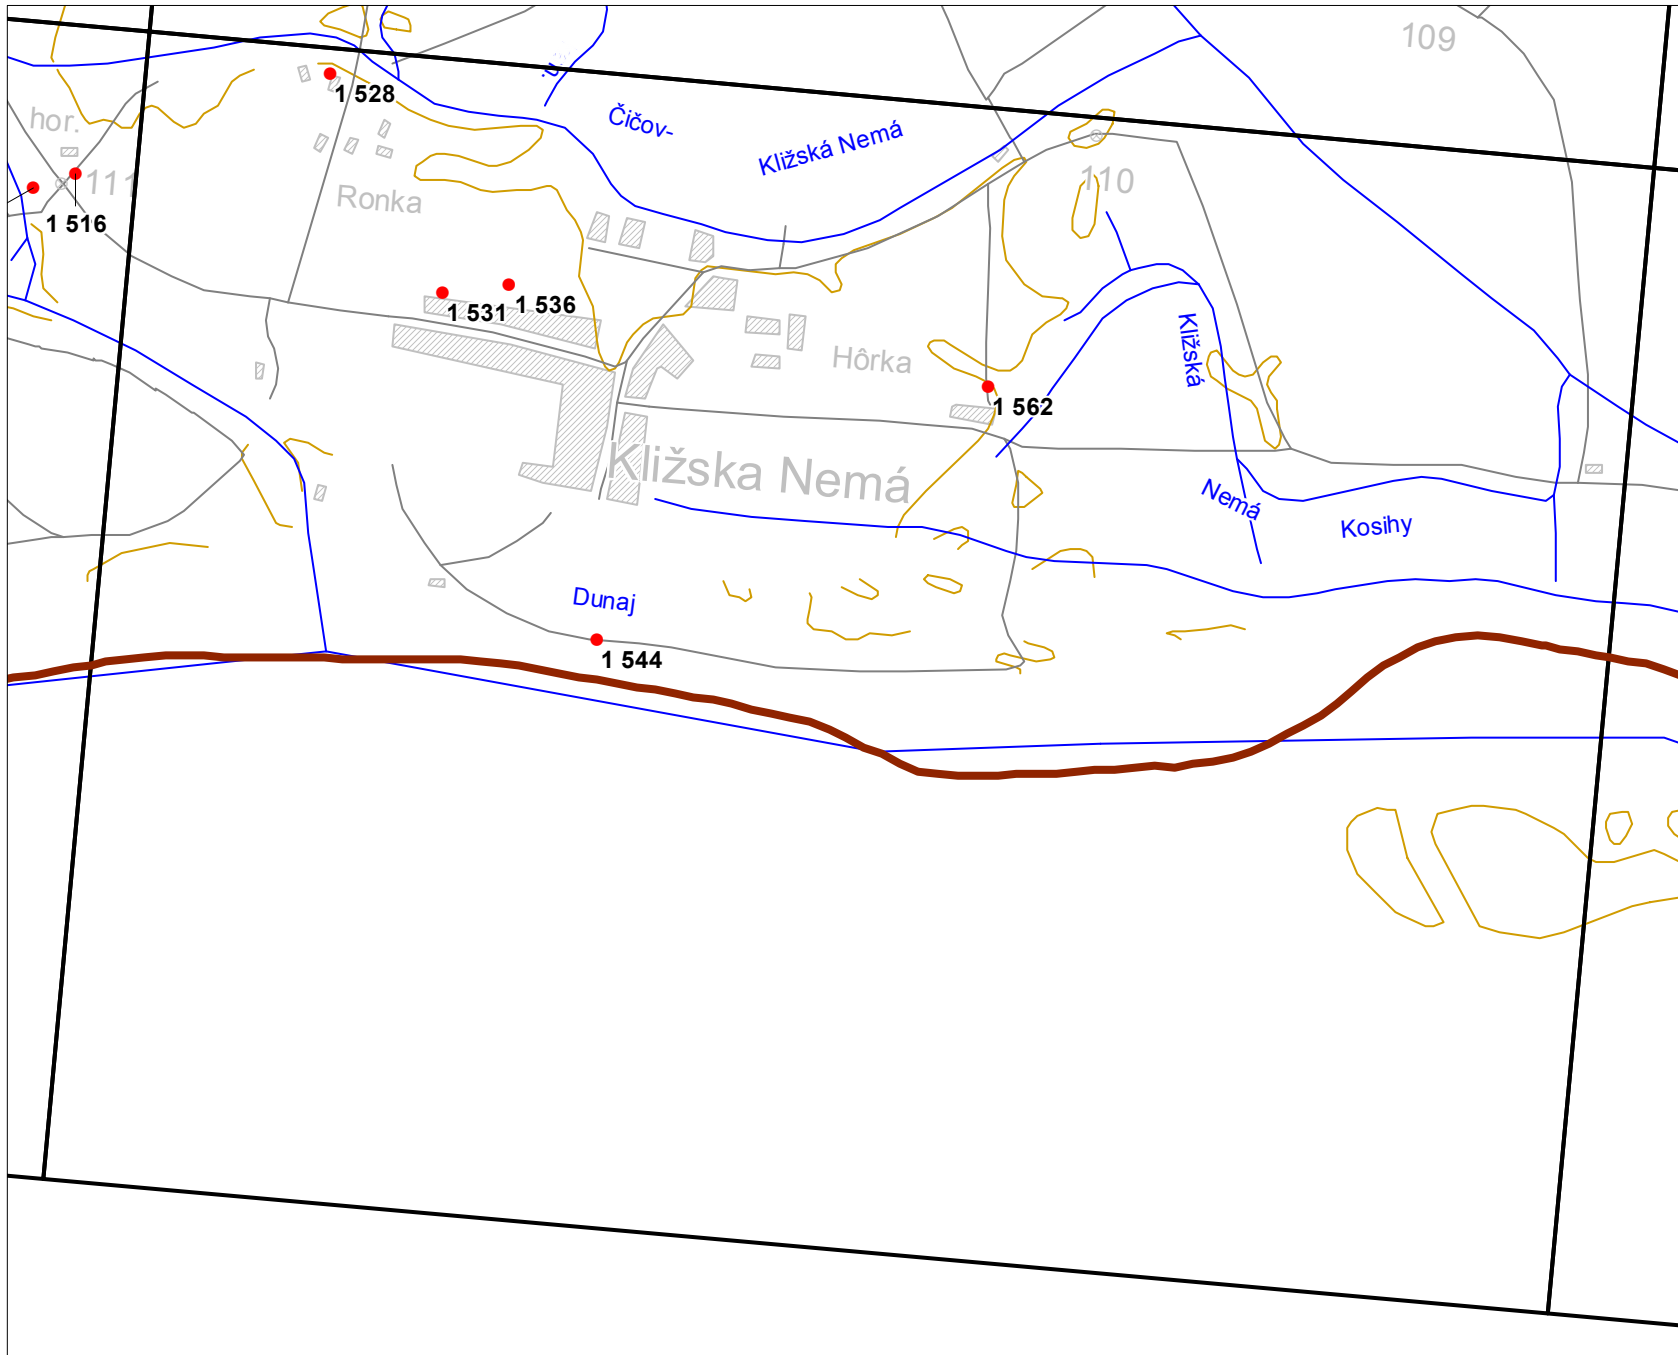 109
1 528
hor.
Čičov-
Kližská Nemá
111
110
Ronka
1 516
1 531
1 536
Kližská
Hôrka
1 562
Kližska Nemá
Nemá
Kosihy
Dunaj
1 544